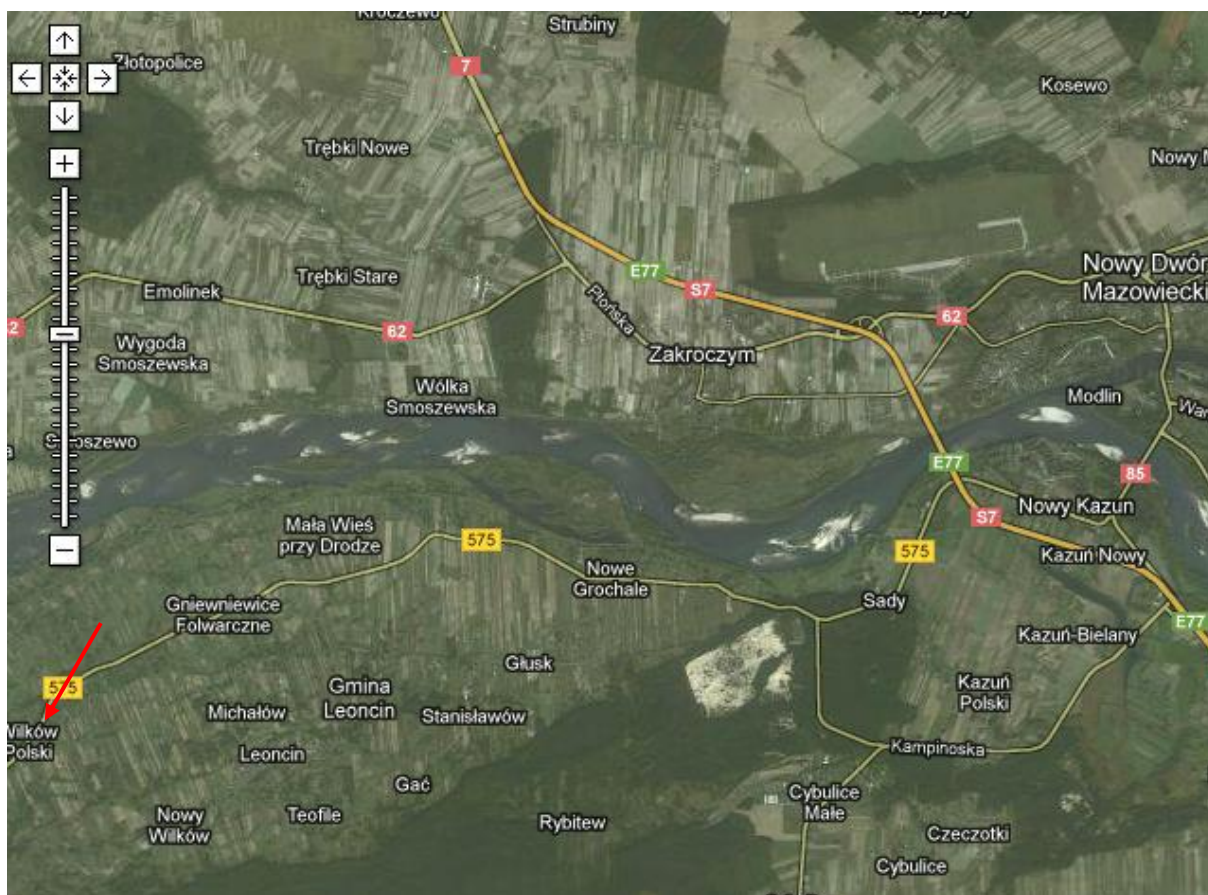 Kroczewo
Strubiny
Złotopolice
7
Kosewo
Trębki Nowe
Nowy
E77
S7
Nowy Dwór
Mazowiecki
Trębki Stare
Emolinek
Płońska
62
62
62
Wygoda
Smoszewska
Zakroczym
Wólka
Smoszewska
Modlin
Smoszewo
E77
85
Nowy Kazun
S7
Mała Wieś
przy Drodze
575
575
Kazuń Nowy
Nowe
Grochale
Gniewniewice
Folwarczne
Sady
E77
Kazuń-Bielany
Głusk
575
Gmina
Leoncin
Kazuń
Polski
Michałów
Stanisławów
Wilków
Polski
Leoncin
Kampinoska
Gać
Cybulice
Małe
Nowy
Wilków
Teofile
Rybitew
Czeczotki
Cybulice